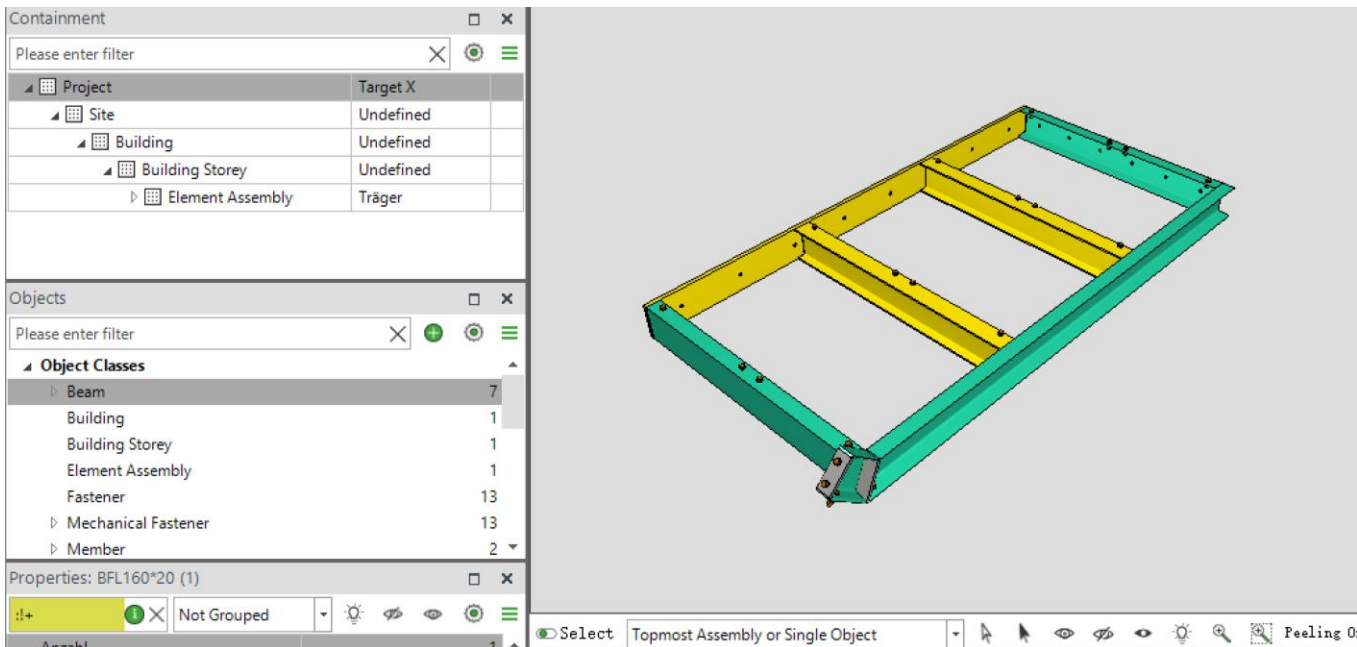 Containment
Please enter filter
Project Target X
Site Undefined
Building Undefined
Building Storey Undefined
Element Assembly Träger
Objects
Please enter filter
Object Classes
Beam 7
Building 1
Building Storey 1
Element Assembly 1
Fastener 13
Mechanical Fastener 13
Member 2
Properties: BFL160*20 (1)
:!+ Not Grouped
Anzahl 1
Select Topmost Assembly or Single Object Peeling